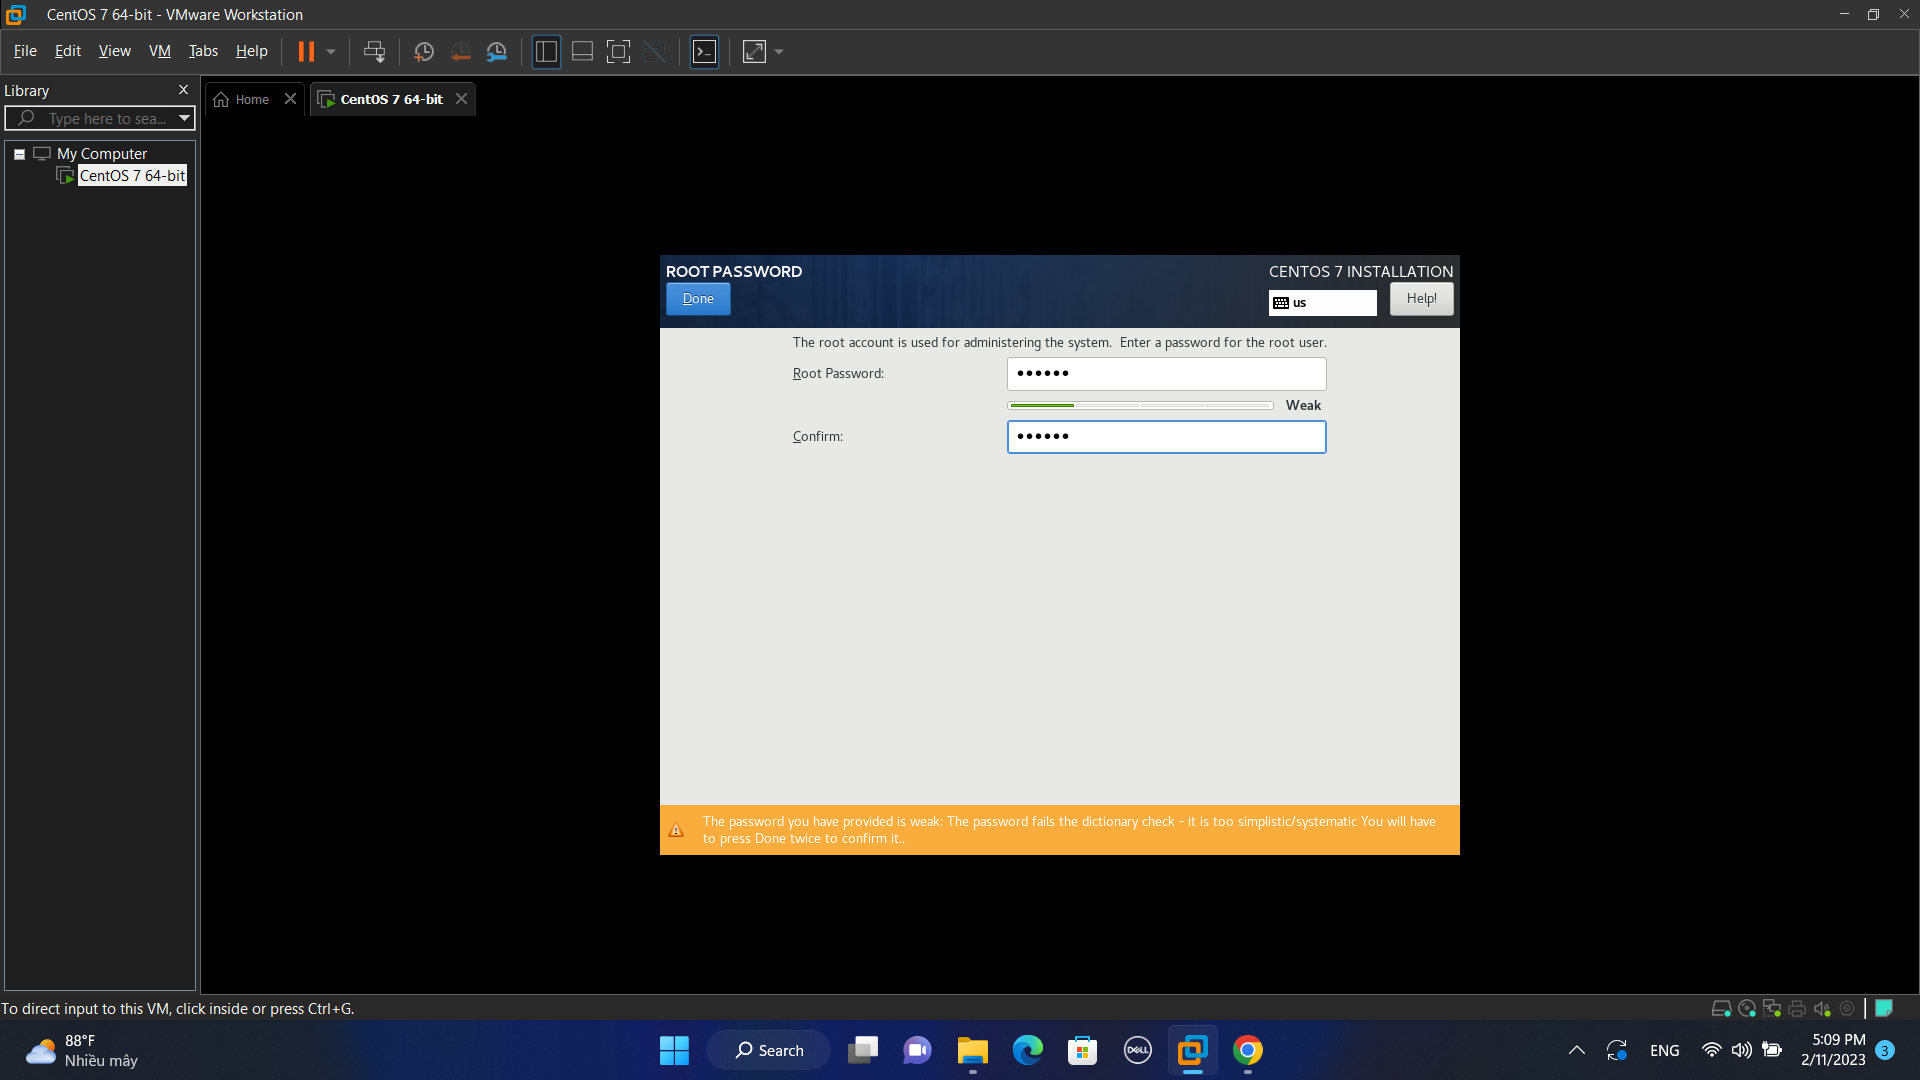 CentOS 7 64-bit - VMware Workstation
File Edit View VM Tabs Help
Library
Home
CentOS 7 64-bit
Type here to sea...
My Computer
CentOS 7 64-bit
ROOT PASSWORD
CENTOS 7 INSTALLATION
Done
us
Help!
The root account is used for administering the system.  Enter a password for the root user.
Root Password:
••••••
Weak
Confirm:
••••••
The password you have provided is weak: The password fails the dictionary check - it is too simplistic/systematic You will have
to press Done twice to confirm it..
To direct input to this VM, click inside or press Ctrl+G.
88°F
Nhiều mây
Search
DELL
ENG
5:09 PM
2/11/2023
3